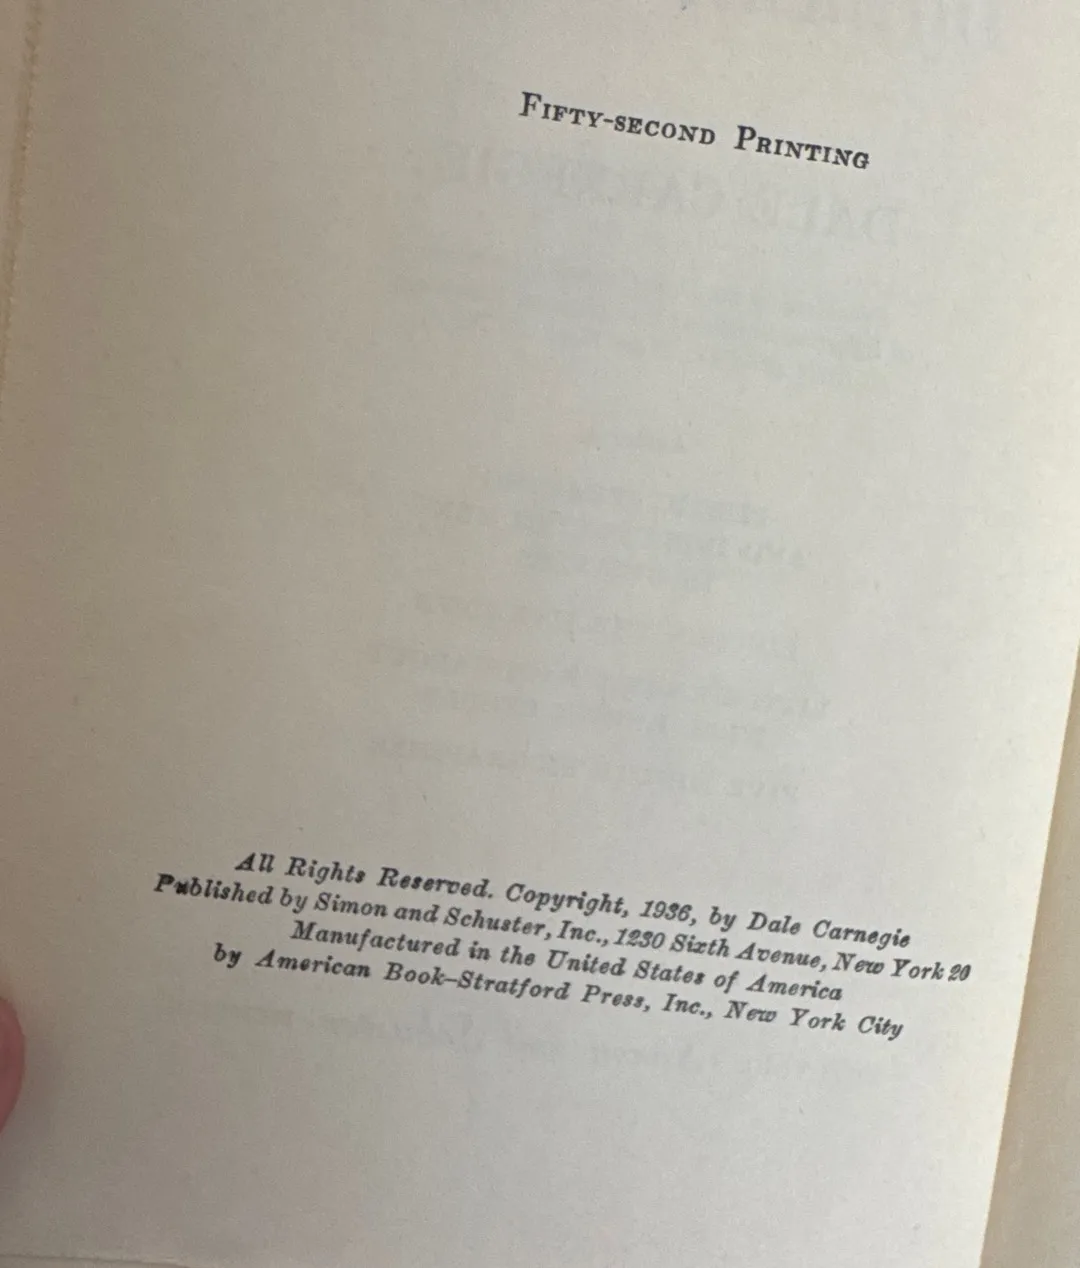 FIFTY-SECOND PRINTING
All Rights Reserved. Copyright, 1936, by Dale Carnegie
Published by Simon and Schuster, Inc., 1230 Sixth Avenue, New York 20
Manufactured in the United States of America
by American Book–Stratford Press, Inc., New York City